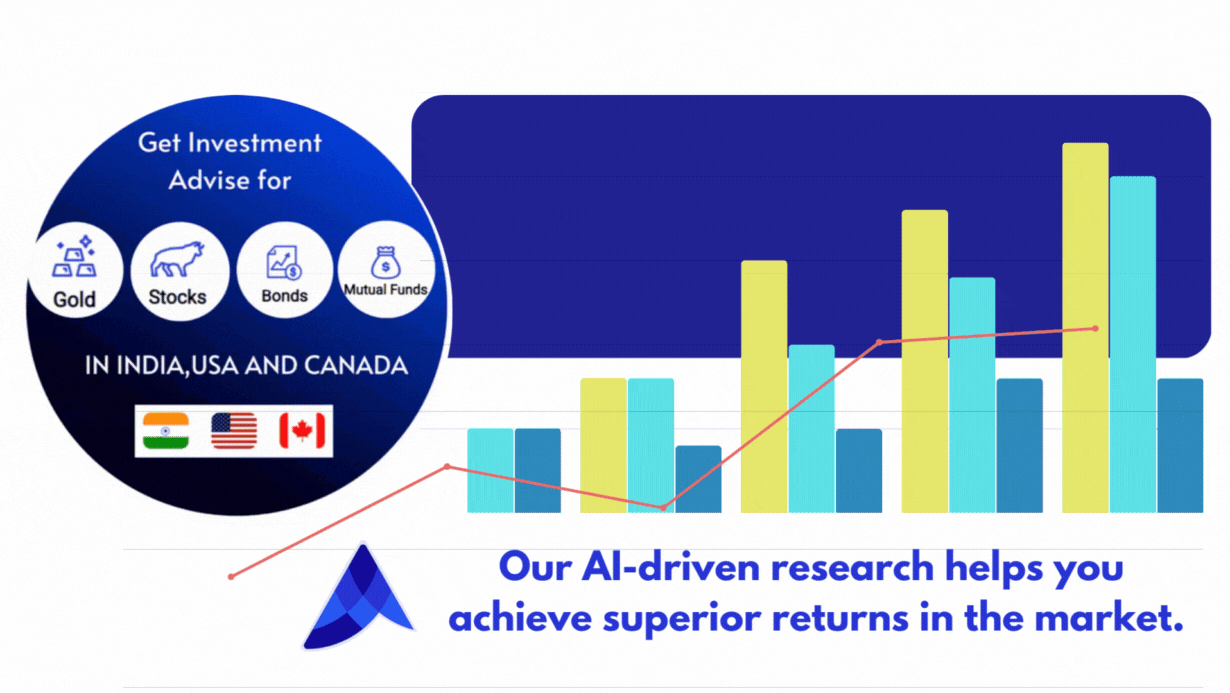 Get Investment
Advise for
Gold
Stocks
Bonds
Mutual Funds
IN INDIA,USA AND CANADA
Our AI-driven research helps you
achieve superior returns in the market.